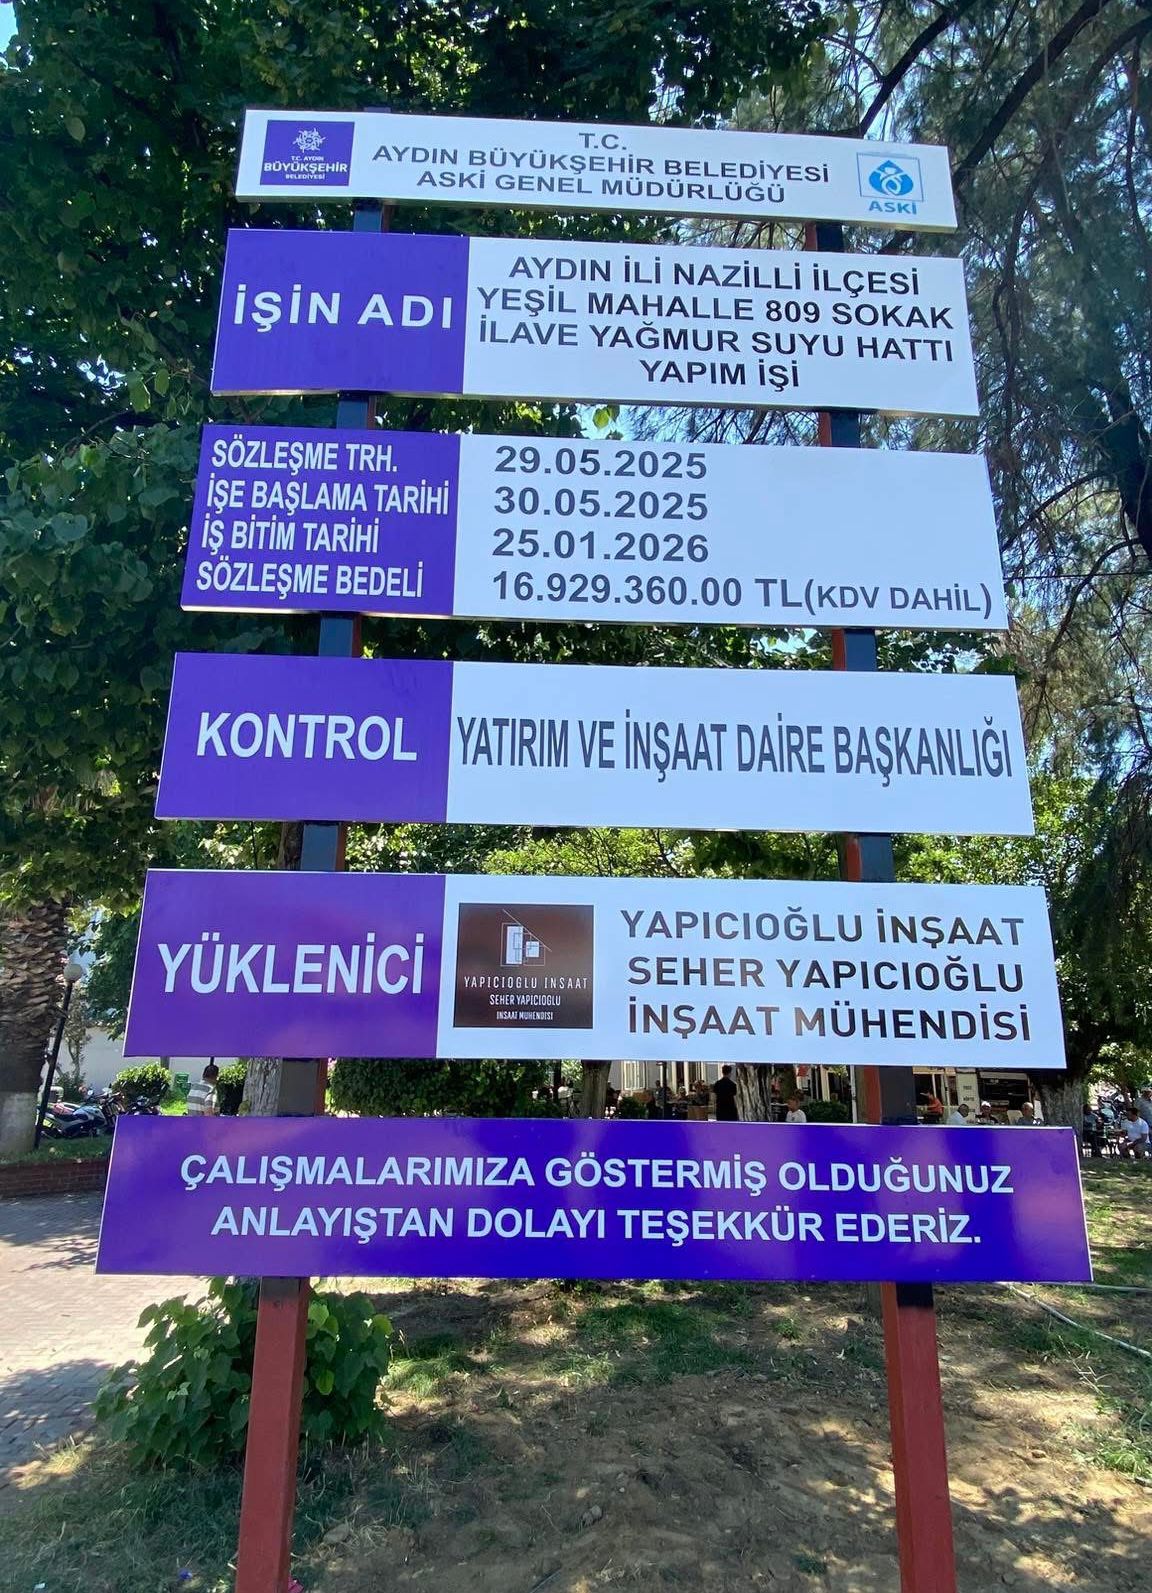 T.C. AYDIN
BÜYÜKŞEHİR
BELEDİYESİ
T.C.
AYDIN BÜYÜKŞEHİR BELEDİYESİ
ASKİ GENEL MÜDÜRLÜĞÜ
ASKİ
İŞİN ADI
AYDIN İLİ NAZİLLİ İLÇESİ
YEŞİL MAHALLE 809 SOKAK
İLAVE YAĞMUR SUYU HATTI
YAPIM İŞİ
SÖZLEŞME TRH. 29.05.2025
İŞE BAŞLAMA TARİHİ 30.05.2025
İŞ BİTİM TARİHİ 25.01.2026
SÖZLEŞME BEDELİ 16.929.360.00 TL(KDV DAHİL)
KONTROL
YATIRIM VE İNŞAAT DAİRE BAŞKANLIĞI
YÜKLENİCİ
YAPICIOGLU INSAAT
SEHER YAPICIOGLU
INSAAT MUHENDISI
YAPICIOĞLU İNŞAAT
SEHER YAPICIOĞLU
İNŞAAT MÜHENDİSİ
ÇALIŞMALARIMIZA GÖSTERMİŞ OLDUĞUNUZ
ANLAYIŞTAN DOLAYI TEŞEKKÜR EDERİZ.